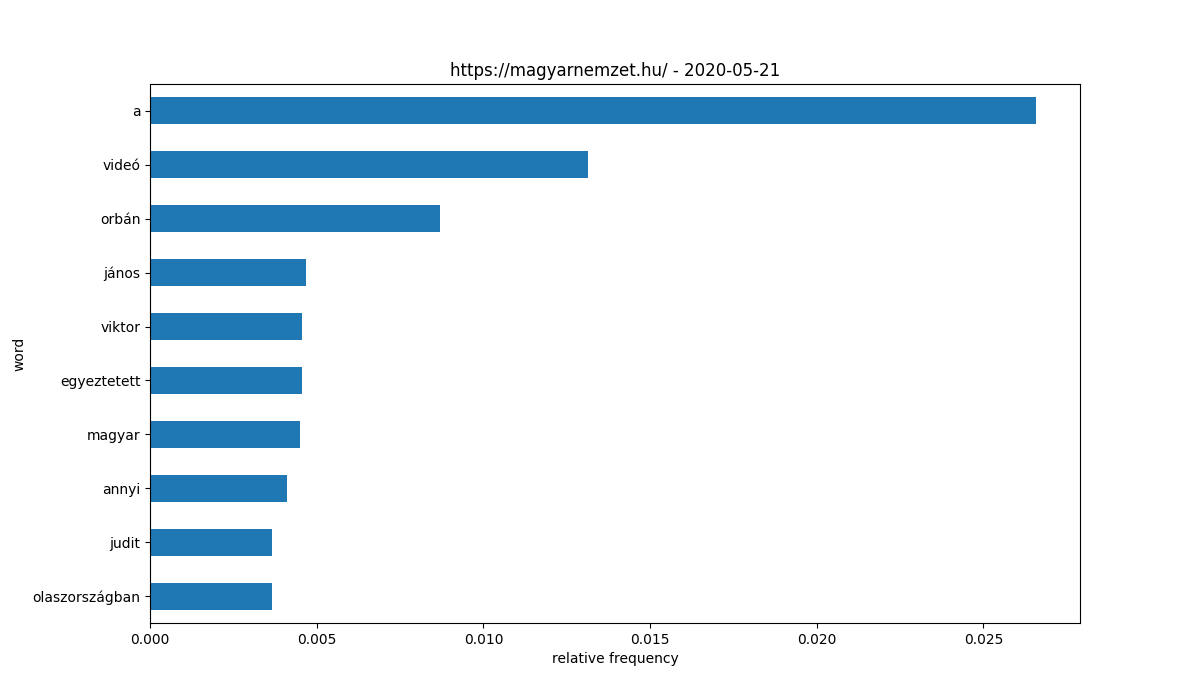 https://magyarnemzet.hu/ - 2020-05-21
a
videó
orbán
jános
viktor
egyeztetett
magyar
annyi
judit
olaszországban
word
0.000 0.005 0.010 0.015 0.020 0.025
relative frequency